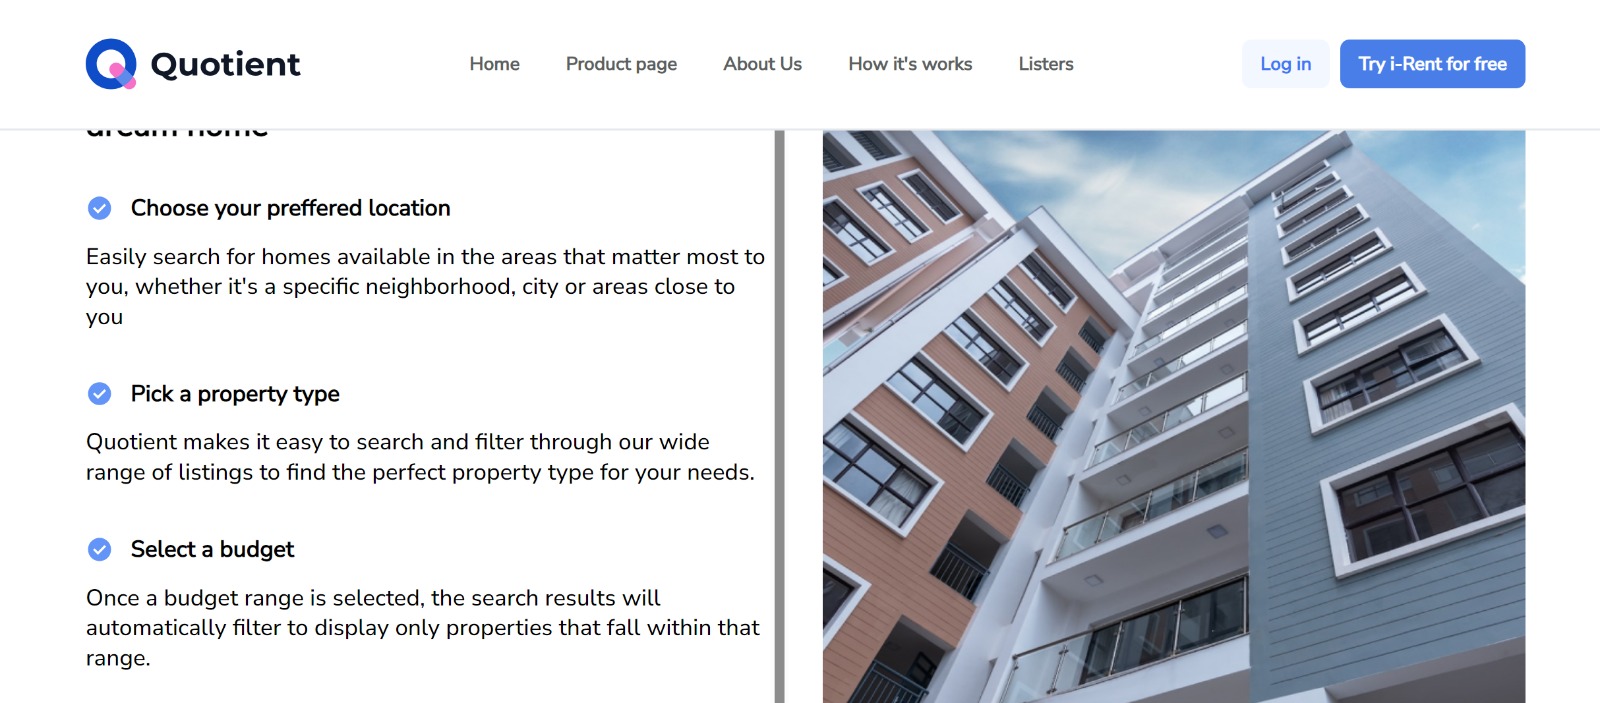 Quotient
Home
Product page
About Us
How it's works
Listers
Log in
Try i-Rent for free
dream home
Choose your preffered location
Easily search for homes available in the areas that matter most to
you, whether it's a specific neighborhood, city or areas close to
you
Pick a property type
Quotient makes it easy to search and filter through our wide
range of listings to find the perfect property type for your needs.
Select a budget
Once a budget range is selected, the search results will
automatically filter to display only properties that fall within that
range.